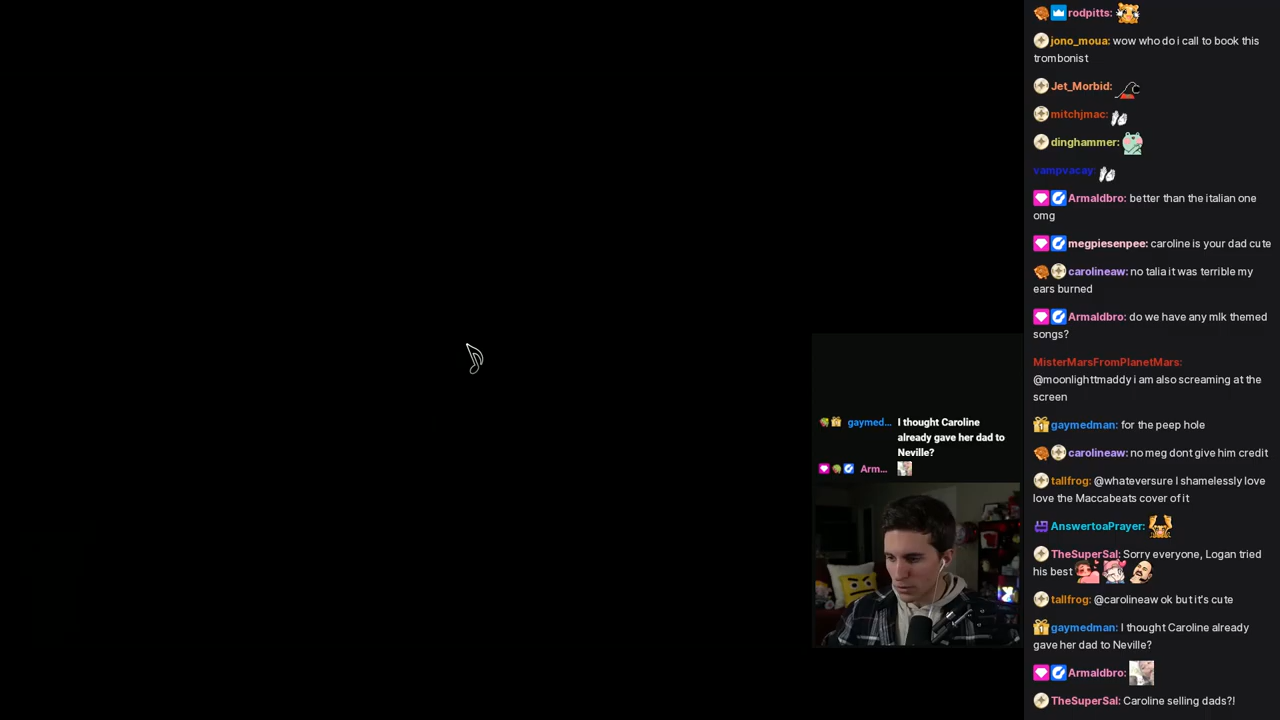 gaymed... I thought Caroline
already gave her dad to
Neville?
Arm...
rodpitts:
jono_moua: wow who do i call to book this
trombonist
Jet_Morbid:
mitchjmac:
dinghammer:
vampvacay:
Armaldbro: better than the italian one
omg
megpiesenpee: caroline is your dad cute
carolineaw: no talia it was terrible my
ears burned
Armaldbro: do we have any mlk themed
songs?
MisterMarsFromPlanetMars:
@moonlighttmaddy i am also screaming at the
screen
gaymedman: for the peep hole
carolineaw: no meg dont give him credit
tallfrog: @whateversure I shamelessly love
love the Maccabeats cover of it
AnswertoaPrayer:
TheSuperSal: Sorry everyone, Logan tried
his best
tallfrog: @carolineaw ok but it's cute
gaymedman: I thought Caroline already
gave her dad to Neville?
Armaldbro:
TheSuperSal: Caroline selling dads?!